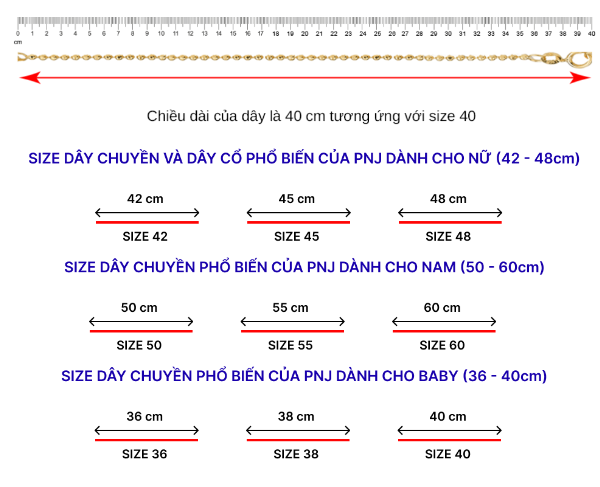 0 1 2 3 4 5 6 7 8 9 10 11 12 13 14 15 16 17 18 19 20 21 22 23 24 25 26 27 28 29 30 31 32 33 34 35 36 37 38 39 40
cm
Chiều dài của dây là 40 cm tương ứng với size 40
SIZE DÂY CHUYỀN VÀ DÂY CỔ PHỔ BIẾN CỦA PNJ DÀNH CHO NỮ (42 - 48cm)
42 cm 45 cm 48 cm
SIZE 42 SIZE 45 SIZE 48
SIZE DÂY CHUYỀN PHỔ BIẾN CỦA PNJ DÀNH CHO NAM (50 - 60cm)
50 cm 55 cm 60 cm
SIZE 50 SIZE 55 SIZE 60
SIZE DÂY CHUYỀN PHỔ BIẾN CỦA PNJ DÀNH CHO BABY (36 - 40cm)
36 cm 38 cm 40 cm
SIZE 36 SIZE 38 SIZE 40